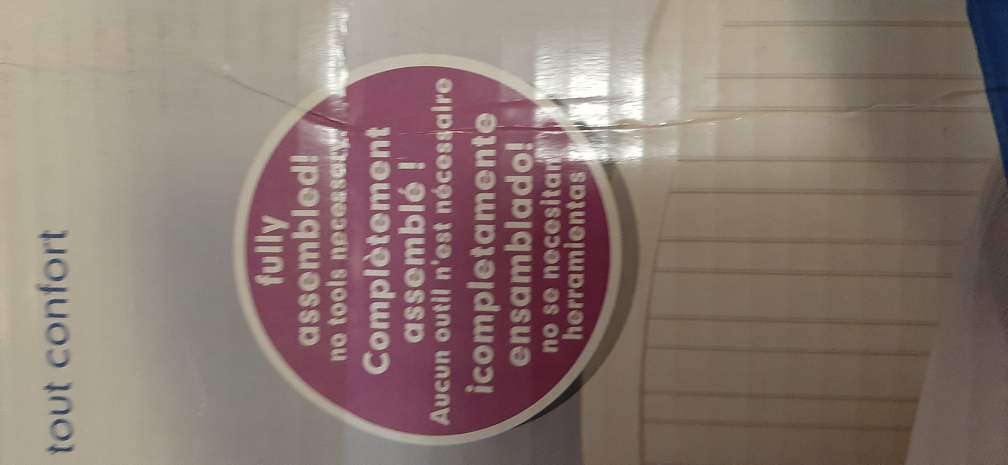 tout confort
fully
assembled!
no tools necessary.
Complètement
assemblé !
Aucun outil n'est nécessaire
¡completamente
ensamblado!
no se necesitan
herramientas